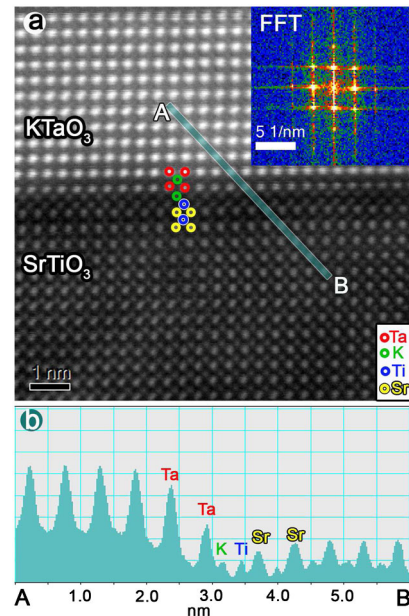 a
FFT
5 1/nm
A
KTaO₃
SrTiO₃
B
1 nm
Ta
K
Ti
Sr
b
Ta
Ta
K
Ti
Sr
Sr
A
1.0
2.0
3.0
4.0
5.0
B
nm